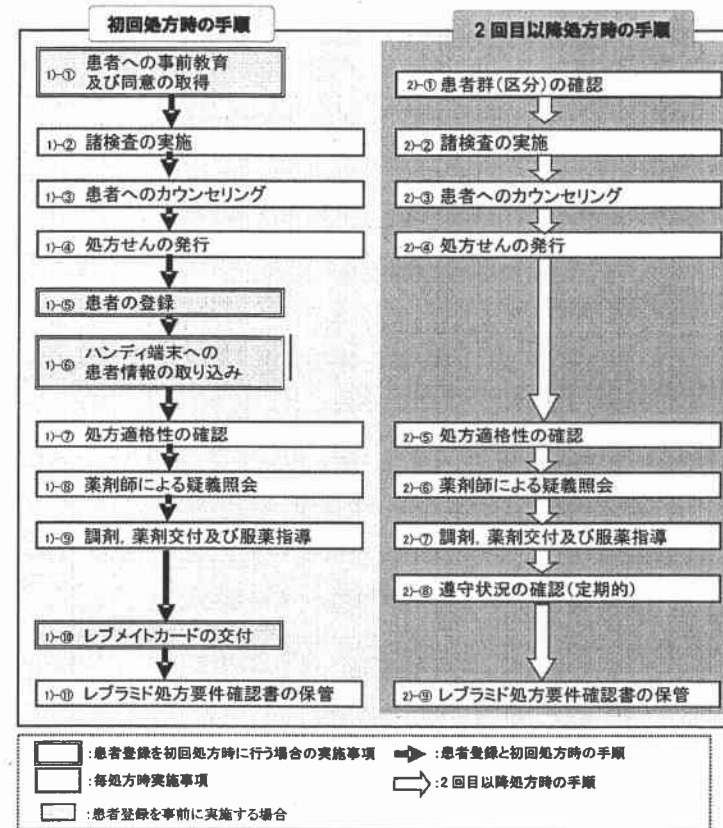 初回処方時の手順
1)-① 患者への事前教育
及び同意の取得
1)-② 諸検査の実施
1)-③ 患者へのカウンセリング
1)-④ 処方せんの発行
1)-⑤ 患者の登録
1)-⑥ ハンディ端末への
患者情報の取り込み
1)-⑦ 処方適格性の確認
1)-⑧ 薬剤師による疑義照会
1)-⑨ 調剤，薬剤交付及び服薬指導
1)-⑩ レブメイトカードの交付
1)-⑪ レブラミド処方要件確認書の保管
2回目以降処方時の手順
2)-① 患者群(区分)の確認
2)-② 諸検査の実施
2)-③ 患者へのカウンセリング
2)-④ 処方せんの発行
2)-⑤ 処方適格性の確認
2)-⑥ 薬剤師による疑義照会
2)-⑦ 調剤，薬剤交付及び服薬指導
2)-⑧ 遵守状況の確認(定期的)
2)-⑨ レブラミド処方要件確認書の保管
:患者登録を初回処方時に行う場合の実施事項
:患者登録と初回処方時の手順
:毎処方時実施事項
:2回目以降処方時の手順
:患者登録を事前に実施する場合